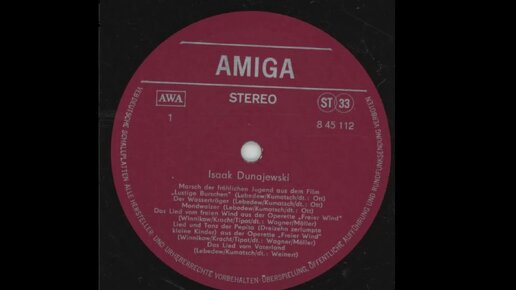 AMIGA
AWA
STEREO
ST 33
1
8 45 112
Isaak Dunajewski
Marsch der fröhlichen Jugend aus dem Film
„Lustige Burschen" (Lebedew/Kumatsch/dt.: Ott)
Der Wasserträger (Lebedew/Kumatsch/dt.: Ott)
Mondwalzer (Lebedew/Kumatsch/dt.: Ott)
Das Lied vom freien Wind aus der Operette „Freier Wind"
(Winnikow/Kracht/Tipot/dt.: Wagner/Möller)
Lied und Tanz der Pepita (Dreizehn zerlumpte
kleine Kinder) aus der Operette „Freier Wind"
(Winnikow/Kracht/Tipot/dt.: Wagner/Möller)
Das Lied vom Vaterland
(Lebedew/Kumatsch/dt.: Weinert)
VEB DEUTSCHE SCHALLPLATTEN · ALLE HERSTELLER- UND URHEBERRECHTE VORBEHALTEN · ÜBERSPIELUNG, ÖFFENTLICHE AUFFÜHRUNG UND RUNDFUNKSENDUNG VERBOTEN